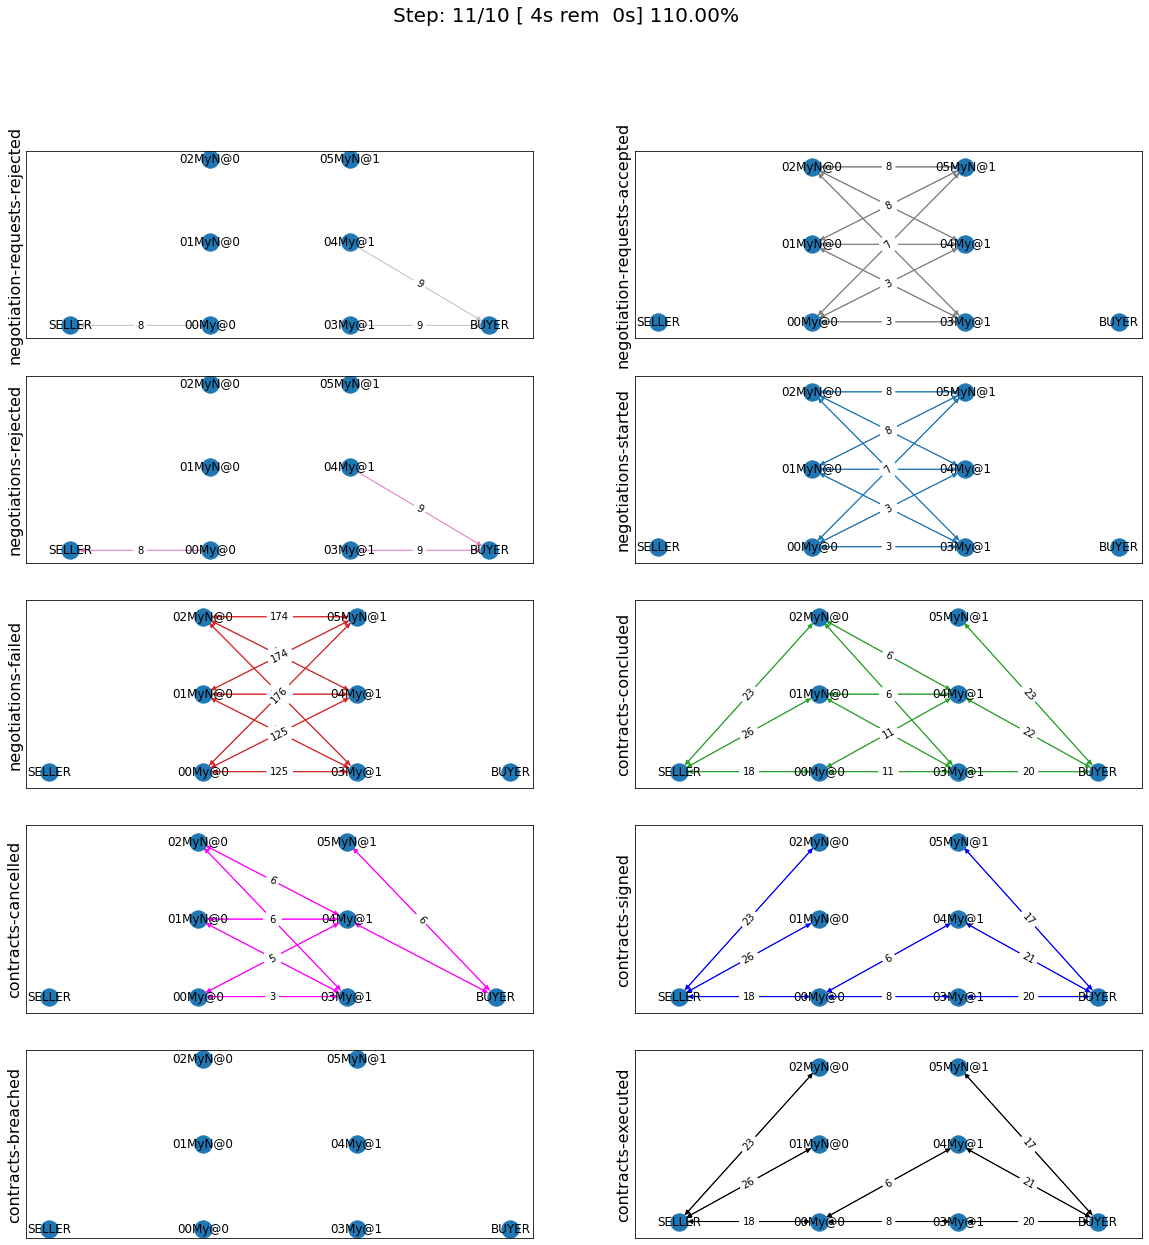 Step: 11/10 [ 4s rem  0s] 110.00%
negotiation-requests-rejected
02MyN@0
05MyN@1
01MyN@0
04My@1
9
SELLER
8
00My@0
03My@1
9
BUYER
negotiation-requests-accepted
02MyN@0
8
05MyN@1
8
01MyN@0
7
04My@1
3
SELLER
00My@0
3
03My@1
BUYER
negotiations-rejected
02MyN@0
05MyN@1
01MyN@0
04My@1
9
SELLER
8
00My@0
03My@1
9
BUYER
negotiations-started
02MyN@0
8
05MyN@1
8
01MyN@0
7
04My@1
3
SELLER
00My@0
3
03My@1
BUYER
negotiations-failed
02MyN@0
174
05MyN@1
174
01MyN@0
176
04My@1
125
SELLER
00My@0
125
03My@1
BUYER
contracts-concluded
02MyN@0
05MyN@1
6
23
01MyN@0
6
04My@1
23
26
11
22
SELLER
18
00My@0
11
03My@1
20
BUYER
contracts-cancelled
02MyN@0
05MyN@1
6
01MyN@0
6
04My@1
6
5
SELLER
00My@0
3
03My@1
BUYER
contracts-signed
02MyN@0
05MyN@1
23
01MyN@0
04My@1
17
26
6
21
SELLER
18
00My@0
8
03My@1
20
BUYER
contracts-breached
02MyN@0
05MyN@1
01MyN@0
04My@1
SELLER
00My@0
03My@1
BUYER
contracts-executed
02MyN@0
05MyN@1
23
01MyN@0
04My@1
17
26
6
21
SELLER
18
00My@0
8
03My@1
20
BUYER